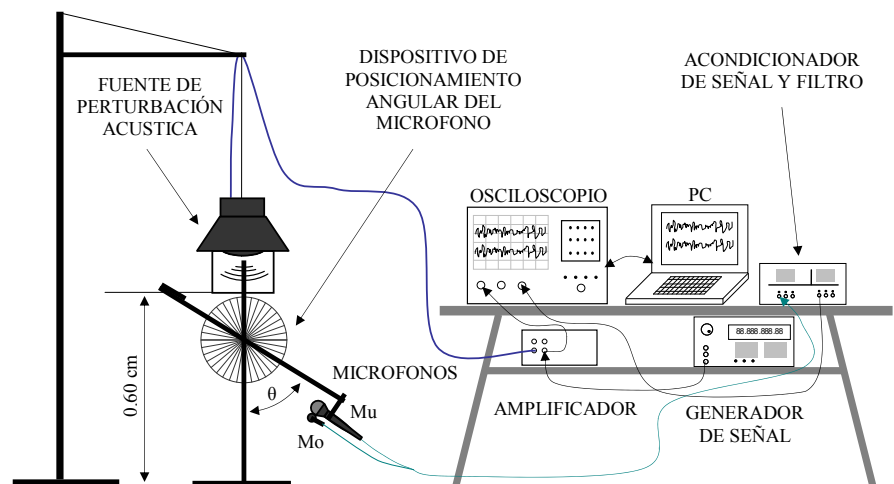 FUENTE DE
PERTURBACIÓN
ACUSTICA
DISPOSITIVO DE
POSICIONAMIENTO
ANGULAR DEL
MICROFONO
ACONDICIONADOR
DE SEÑAL Y FILTRO
OSCILOSCOPIO
PC
88.888.888.88
0.60 cm
θ
MICROFONOS
Mu
Mo
AMPLIFICADOR
GENERADOR
DE SEÑAL